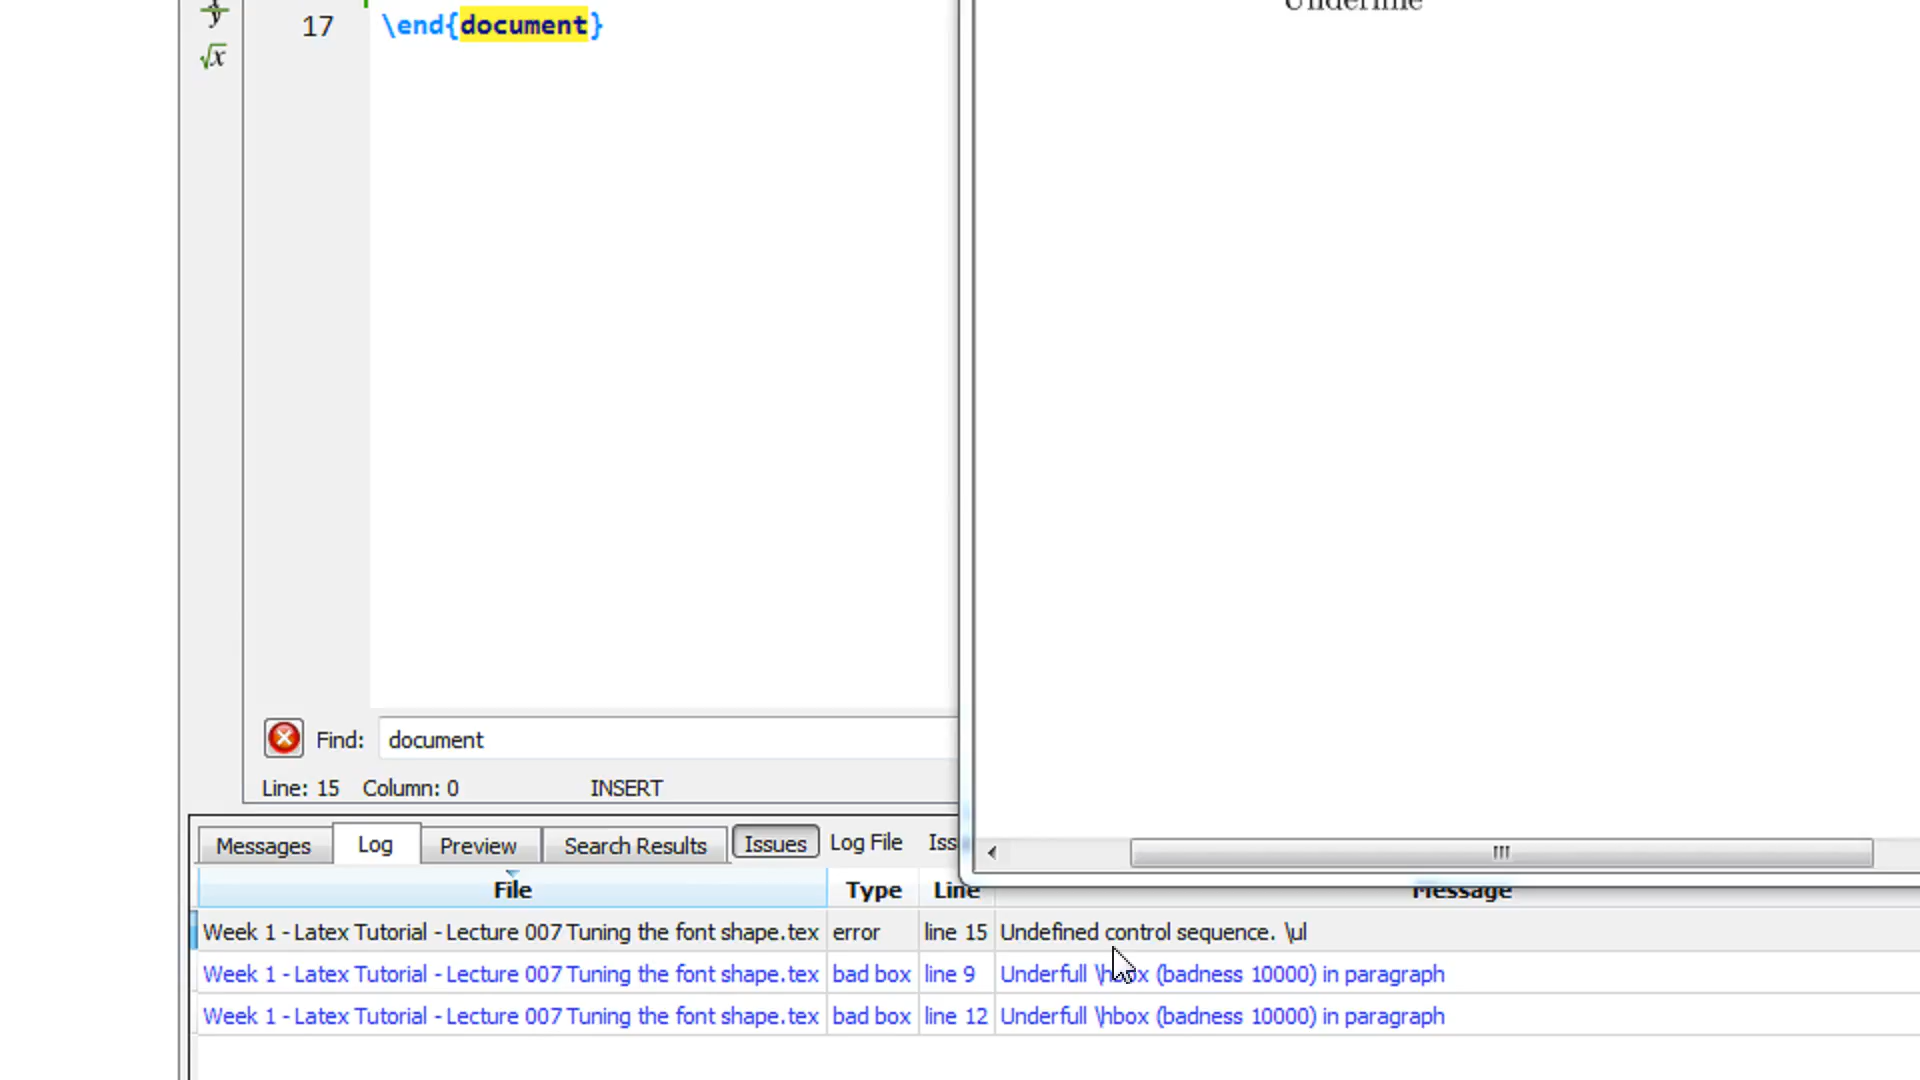 Underline
17 \end{document}
√x
Find: document
Line: 15 Column: 0 INSERT
Messages Log Preview Search Results Issues Log File Iss
File Type Line Message
Week 1 - Latex Tutorial - Lecture 007 Tuning the font shape.tex error line 15 Undefined control sequence. \ul
Week 1 - Latex Tutorial - Lecture 007 Tuning the font shape.tex bad box line 9 Underfull \hbox (badness 10000) in paragraph
Week 1 - Latex Tutorial - Lecture 007 Tuning the font shape.tex bad box line 12 Underfull \hbox (badness 10000) in paragraph